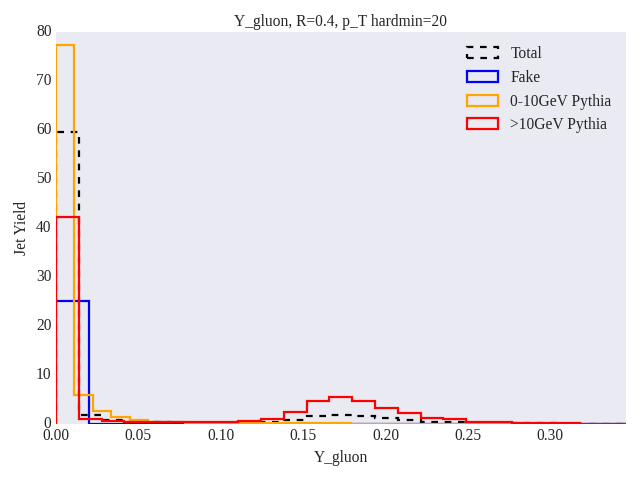 Y_gluon, R=0.4, p_T hardmin=20
Total
Fake
0-10GeV Pythia
>10GeV Pythia
Jet Yield
80
70
60
50
40
30
20
10
0
0.00 0.05 0.10 0.15 0.20 0.25 0.30
Y_gluon